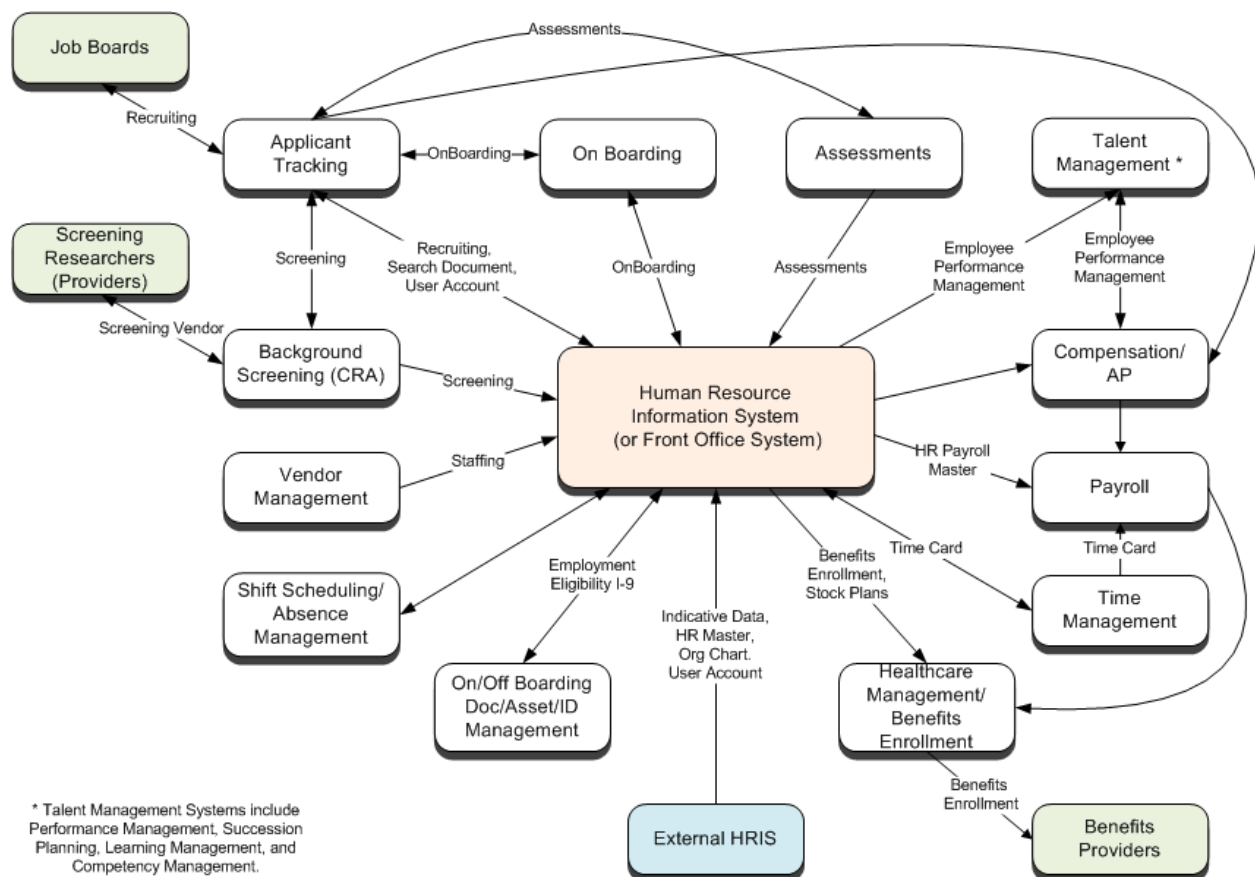 Job Boards
Assessments
Recruiting
Applicant
Tracking
OnBoarding
On Boarding
Assessments
Talent
Management *
Screening
Researchers
(Providers)
Screening
Recruiting,
Search Document,
User Account
OnBoarding
Assessments
Employee
Performance
Management
Employee
Performance
Management
Screening Vendor
Background
Screening (CRA)
Screening
Human Resource
Information System
(or Front Office System)
Compensation/
AP
Vendor
Management
Staffing
HR Payroll
Master
Payroll
Shift Scheduling/
Absence
Management
Employment
Eligibility I-9
Indicative Data,
HR Master,
Org Chart.
User Account
Benefits
Enrollment,
Stock Plans
Time Card
Time Card
Time
Management
On/Off Boarding
Doc/Asset/ID
Management
Healthcare
Management/
Benefits
Enrollment
Benefits
Enrollment
* Talent Management Systems include
Performance Management, Succession
Planning, Learning Management, and
Competency Management.
External HRIS
Benefits
Providers